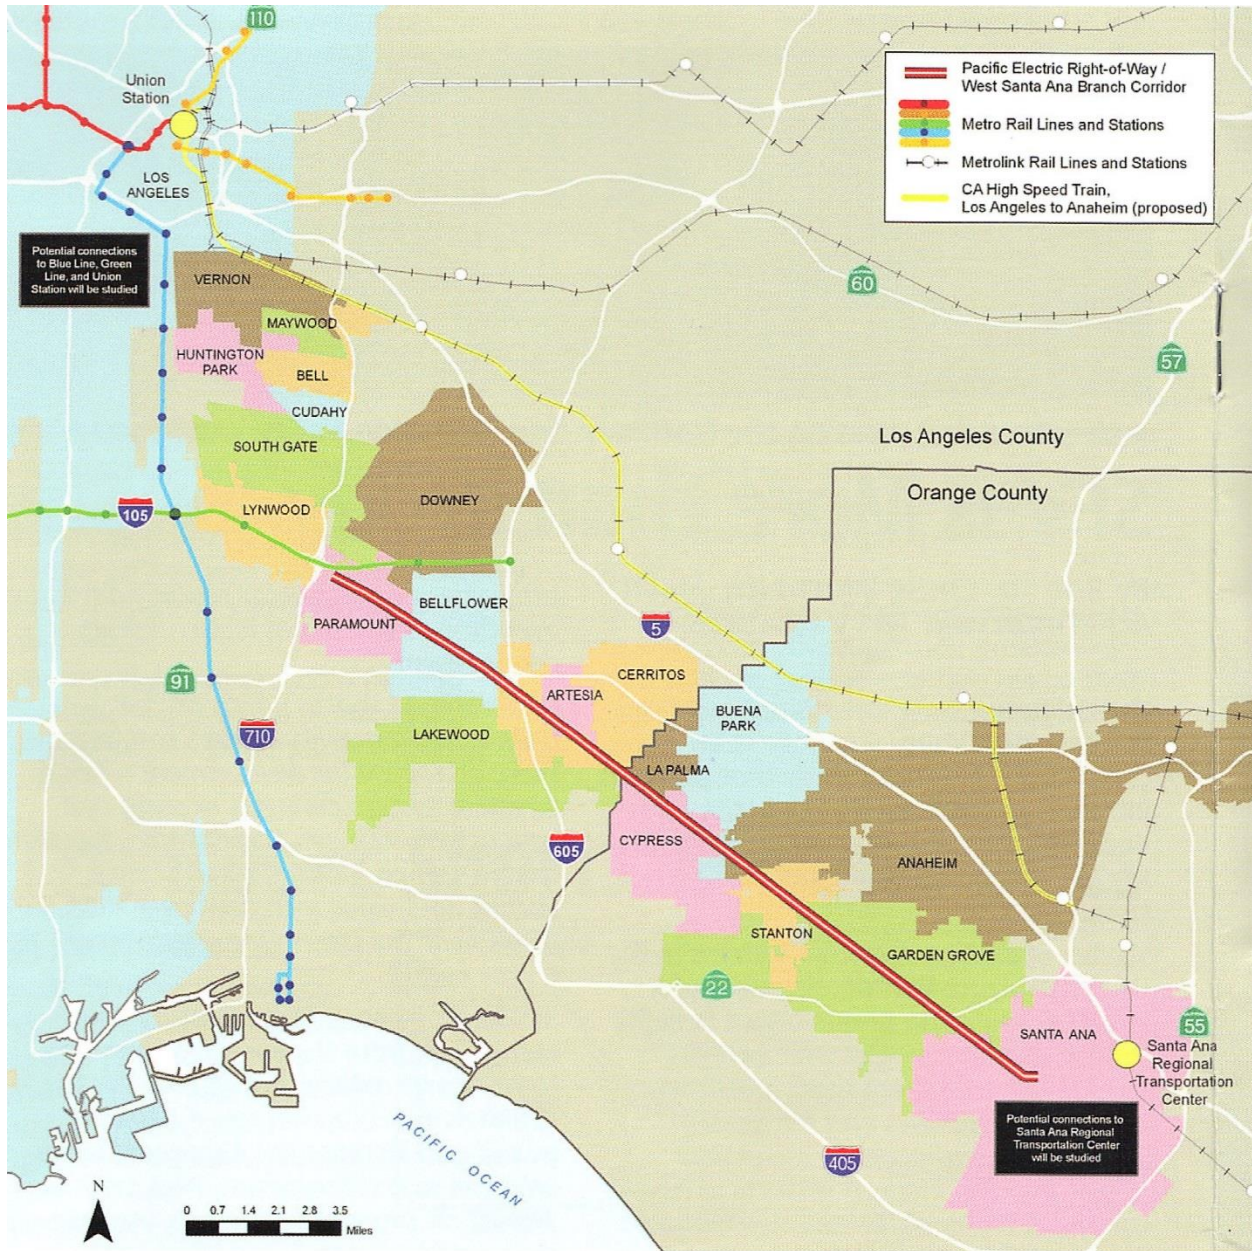 110
Union
Station
LOS
ANGELES
Pacific Electric Right-of-Way /
West Santa Ana Branch Corridor
Metro Rail Lines and Stations
Metrolink Rail Lines and Stations
CA High Speed Train,
Los Angeles to Anaheim (proposed)
Potential connections
to Blue Line, Green
Line, and Union
Station will be studied
VERNON
60
MAYWOOD
HUNTINGTON
PARK
BELL
57
CUDAHY
SOUTH GATE
Los Angeles County
Orange County
DOWNEY
LYNWOOD
105
BELLFLOWER
PARAMOUNT
5
CERRITOS
91
ARTESIA
BUENA
PARK
710
LAKEWOOD
LA PALMA
605
CYPRESS
ANAHEIM
STANTON
GARDEN GROVE
22
SANTA ANA
55
Santa Ana
Regional
Transportation
Center
Potential connections to
Santa Ana Regional
Transportation Center
will be studied
PACIFIC OCEAN
405
N
0 0.7 1.4 2.1 2.8 3.5
Miles